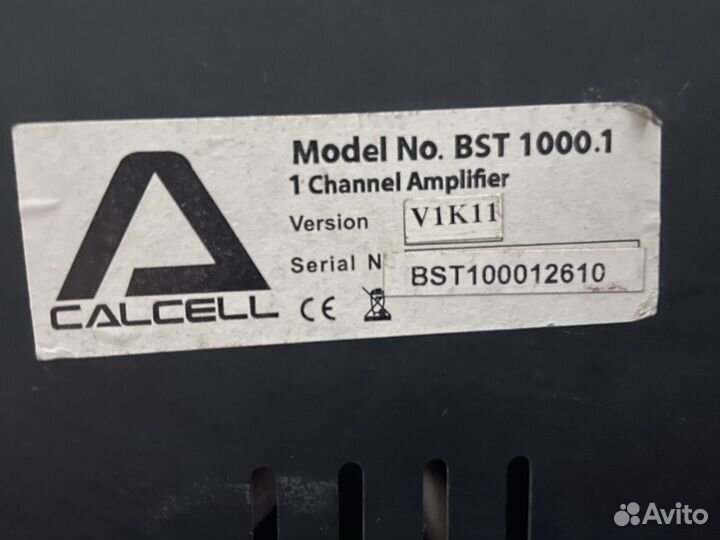 Model No. BST 1000.1
1 Channel Amplifier
Version V1K11
Serial N BST100012610
CALCELL
CE
Avito